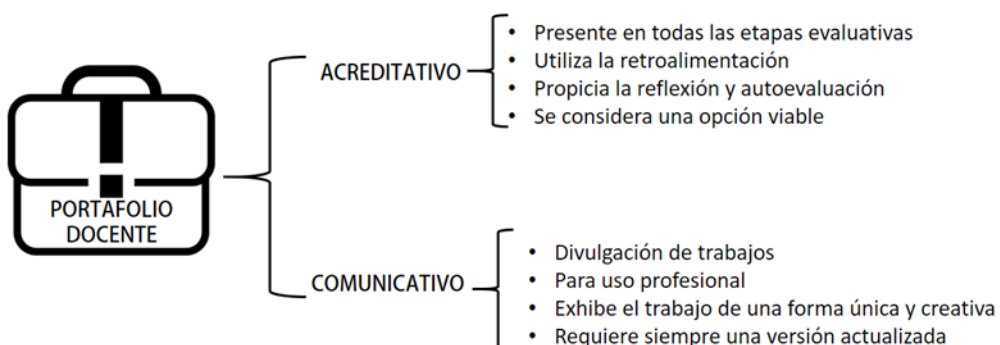 PORTAFOLIO
DOCENTE
ACREDITATIVO
• Presente en todas las etapas evaluativas
• Utiliza la retroalimentación
• Propicia la reflexión y autoevaluación
• Se considera una opción viable
COMUNICATIVO
• Divulgación de trabajos
• Para uso profesional
• Exhibe el trabajo de una forma única y creativa
• Requiere siempre una versión actualizada